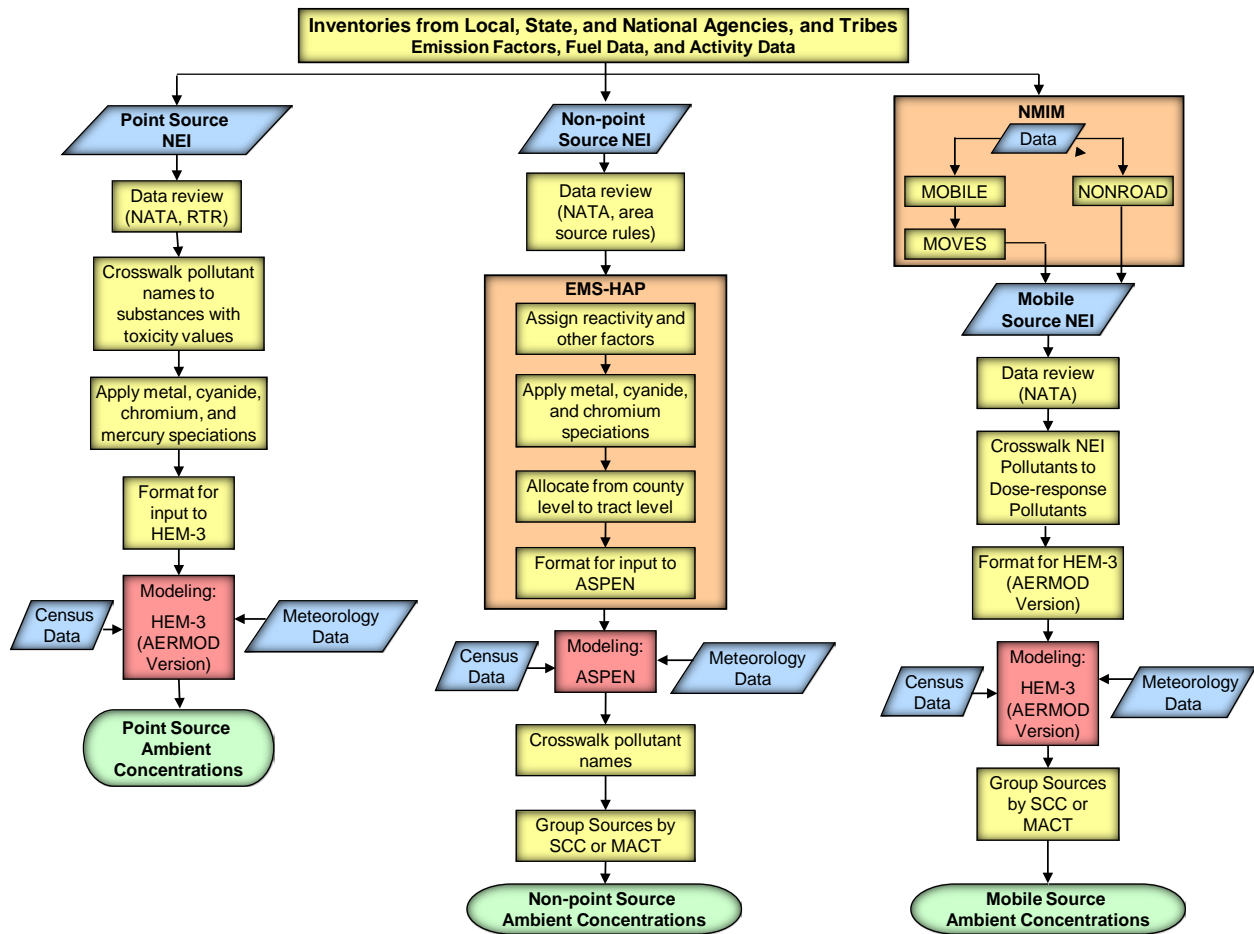 Inventories from Local, State, and National Agencies, and Tribes
Emission Factors, Fuel Data, and Activity Data
Point Source
NEI
Data review
(NATA, RTR)
Crosswalk pollutant
names to
substances with
toxicity values
Apply metal, cyanide,
chromium, and
mercury speciations
Format for
input to
HEM-3
Census
Data
Modeling:
HEM-3
(AERMOD
Version)
Meteorology
Data
Point Source
Ambient
Concentrations
Non-point
Source NEI
Data review
(NATA, area
source rules)
EMS-HAP
Assign reactivity and
other factors
Apply metal, cyanide,
and chromium
speciations
Allocate from county
level to tract level
Format for input to
ASPEN
Census
Data
Modeling:
ASPEN
Meteorology
Data
Crosswalk pollutant
names
Group Sources by
SCC or MACT
Non-point Source
Ambient Concentrations
NMIM
Data
MOBILE
NONROAD
MOVES
Mobile
Source NEI
Data review
(NATA)
Crosswalk NEI
Pollutants to
Dose-response
Pollutants
Format for HEM-3
(AERMOD
Version)
Census
Data
Modeling:
HEM-3
(AERMOD
Version)
Meteorology
Data
Group Sources
by SCC or
MACT
Mobile Source
Ambient Concentrations